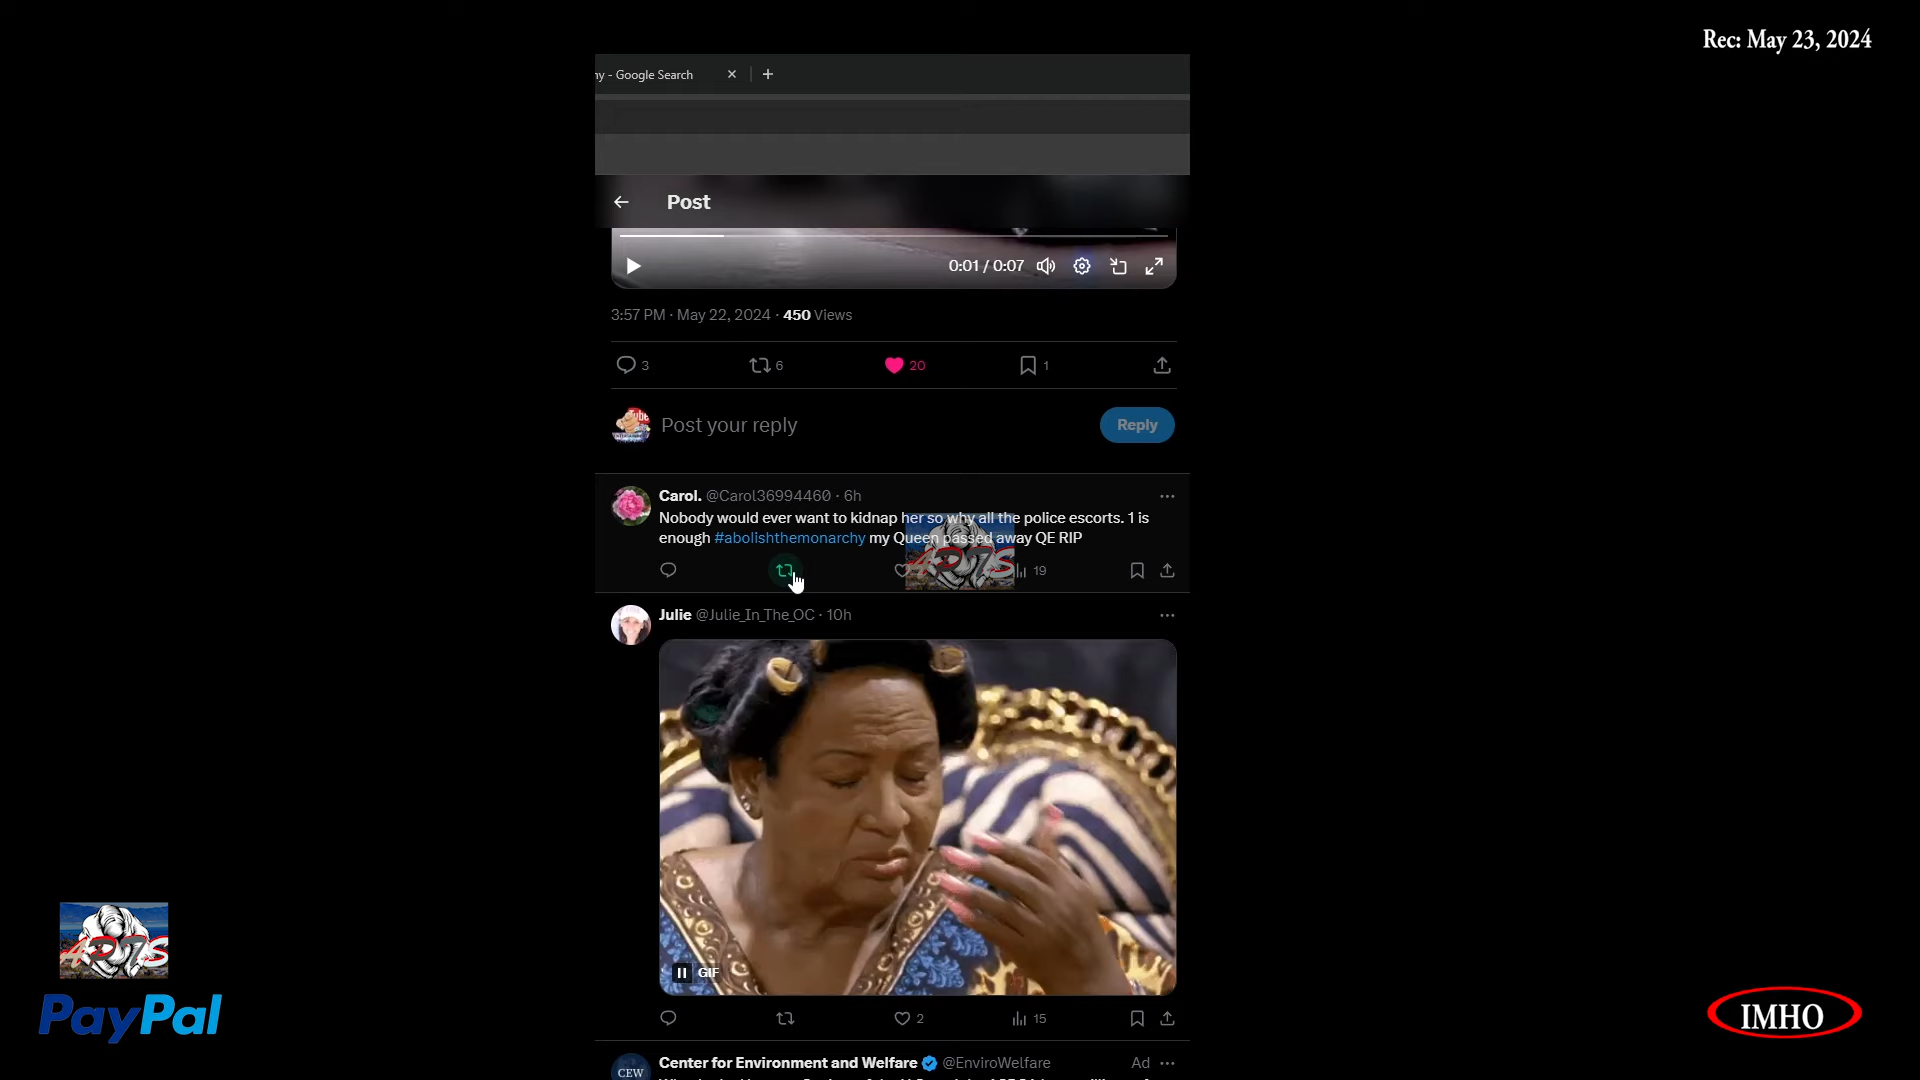 Rec: May 23, 2024
ny - Google Search
Post
0:01 / 0:07
3:57 PM · May 22, 2024 · 450 Views
3 6 20 1
Post your reply Reply
Carol. @Carol36994460 · 6h
Nobody would ever want to kidnap her so why all the police escorts. 1 is
enough #abolishthemonarchy my Queen passed away QE RIP
19
Julie @Julie_In_The_OC · 10h
GIF
2 15
Center for Environment and Welfare @EnviroWelfare Ad
CEW
PayPal
IMHO